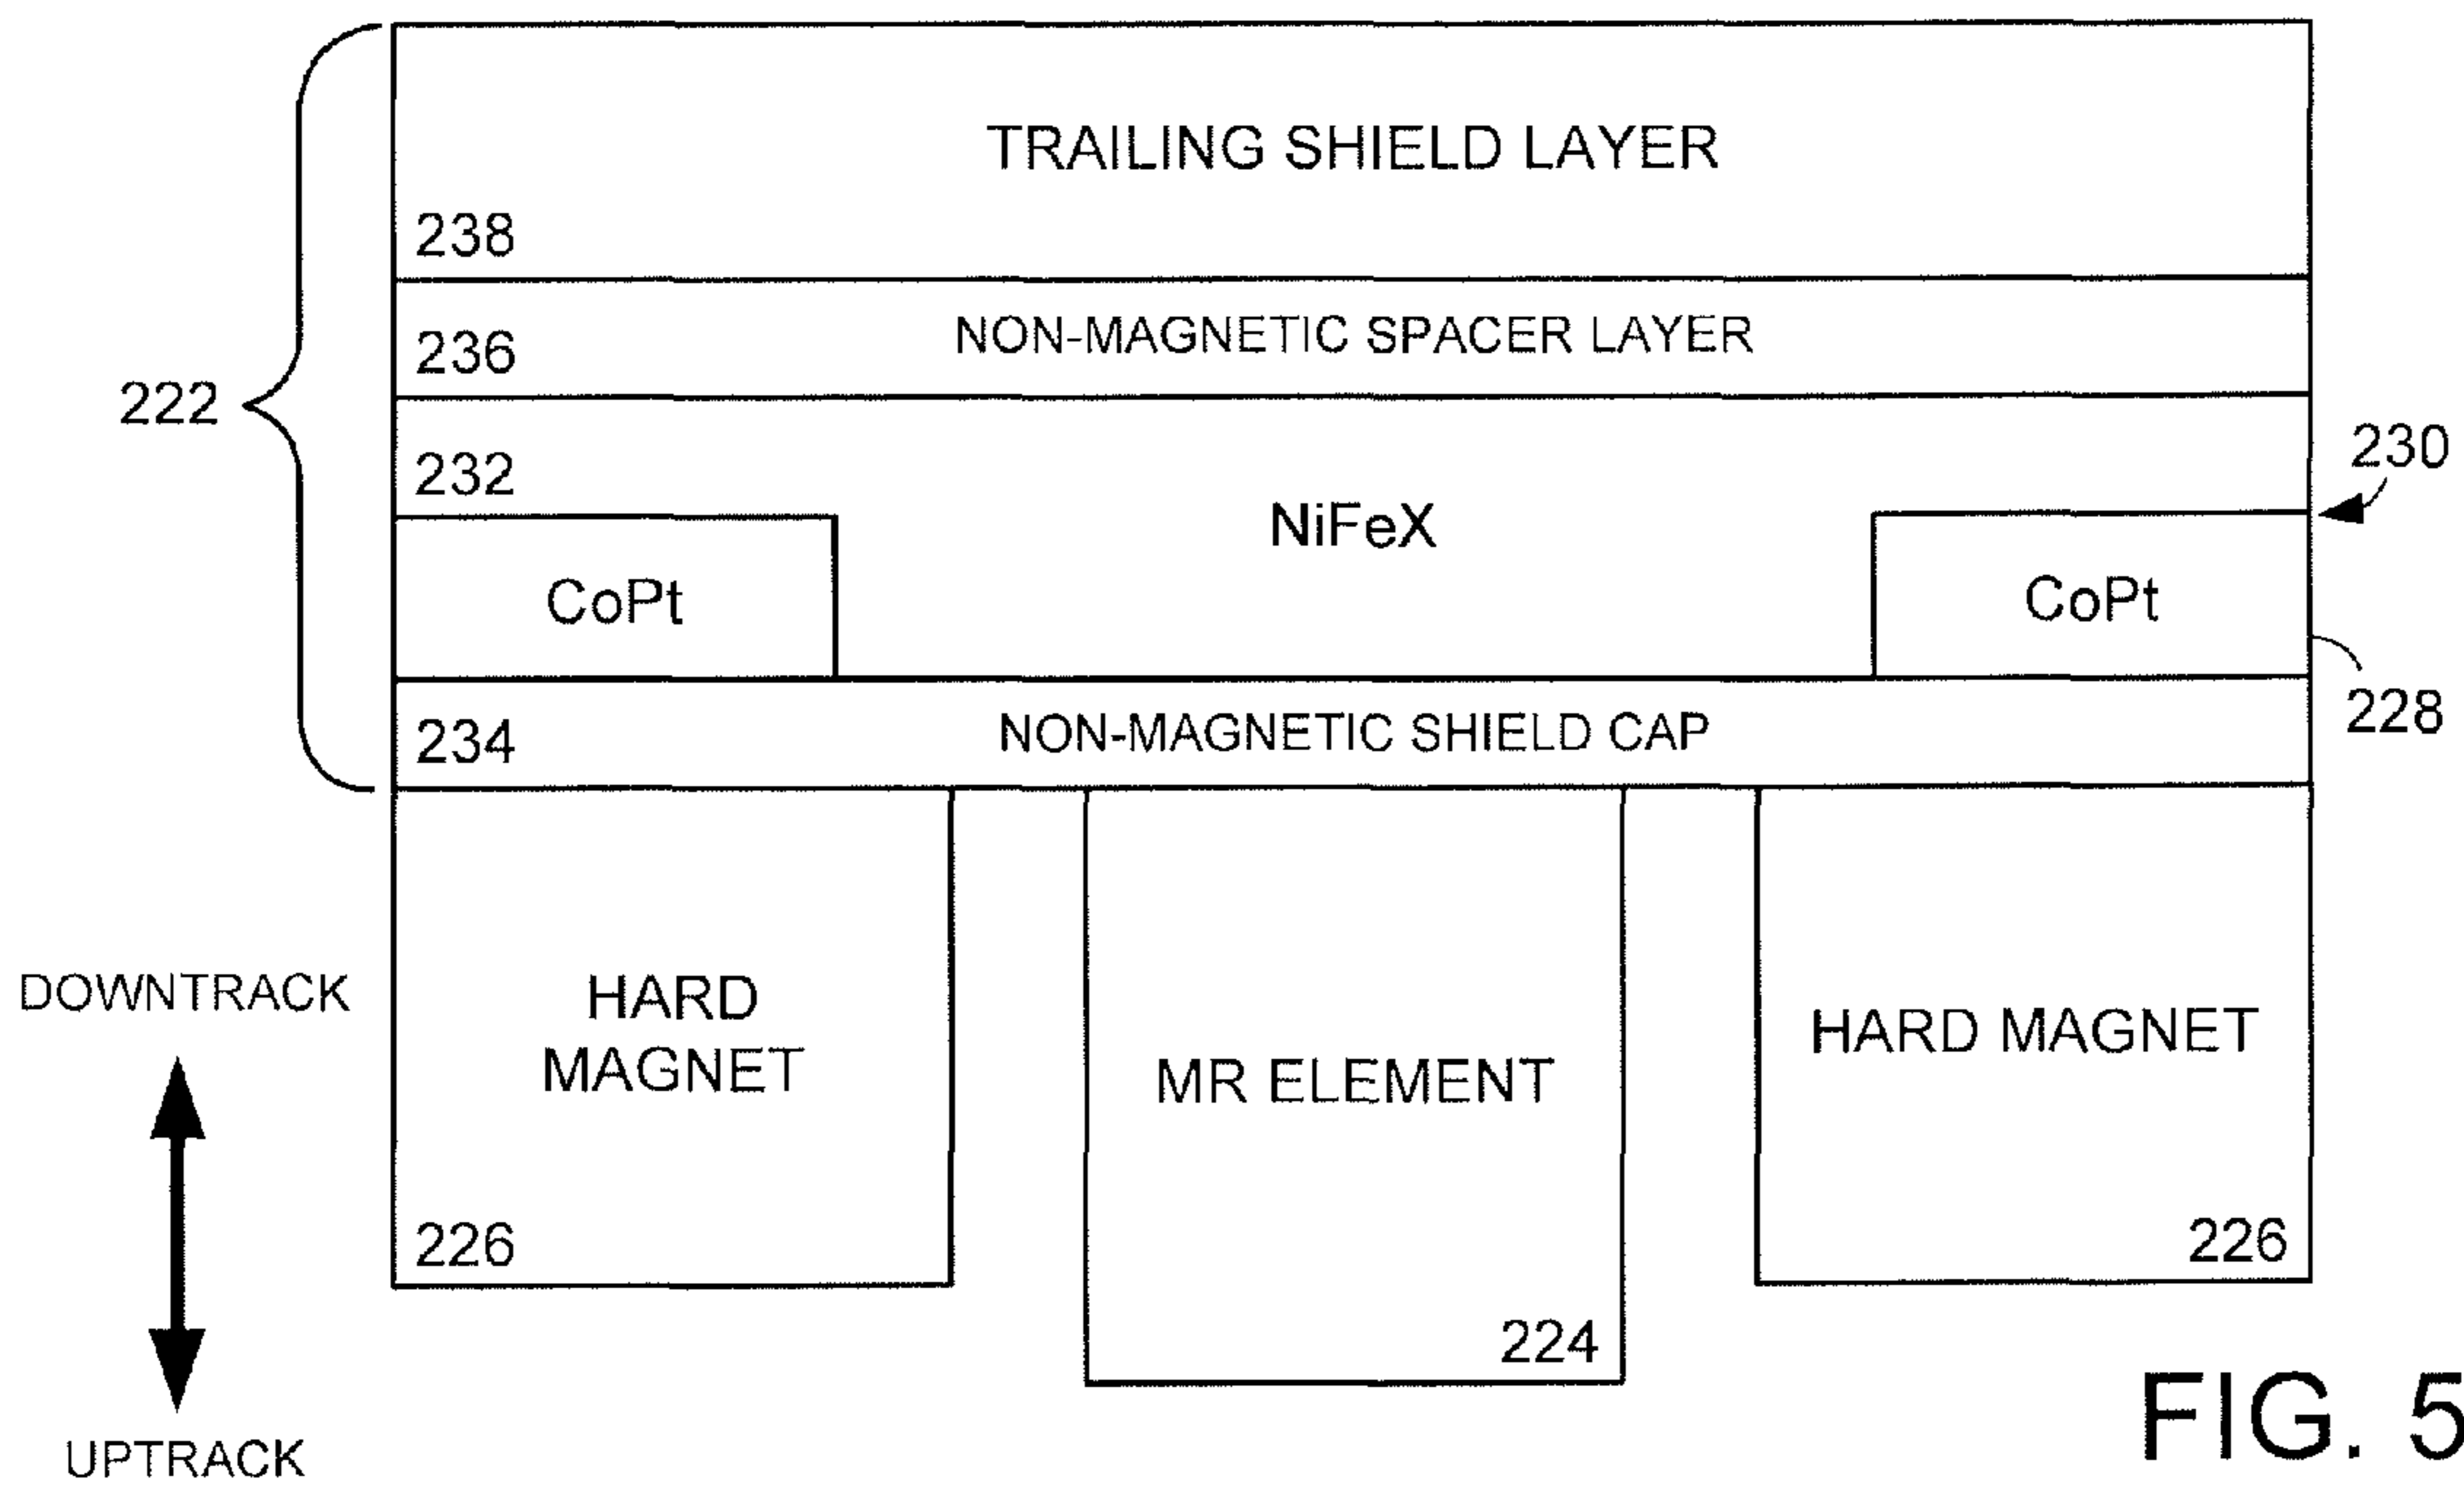 TRAILING SHIELD LAYER
238
NON-MAGNETIC SPACER LAYER
236
222
232
230
NiFeX
CoPt
CoPt
228
234
NON-MAGNETIC SHIELD CAP
DOWNTRACK
HARD
MAGNET
MR ELEMENT
HARD MAGNET
226
226
224
UPTRACK
FIG. 5